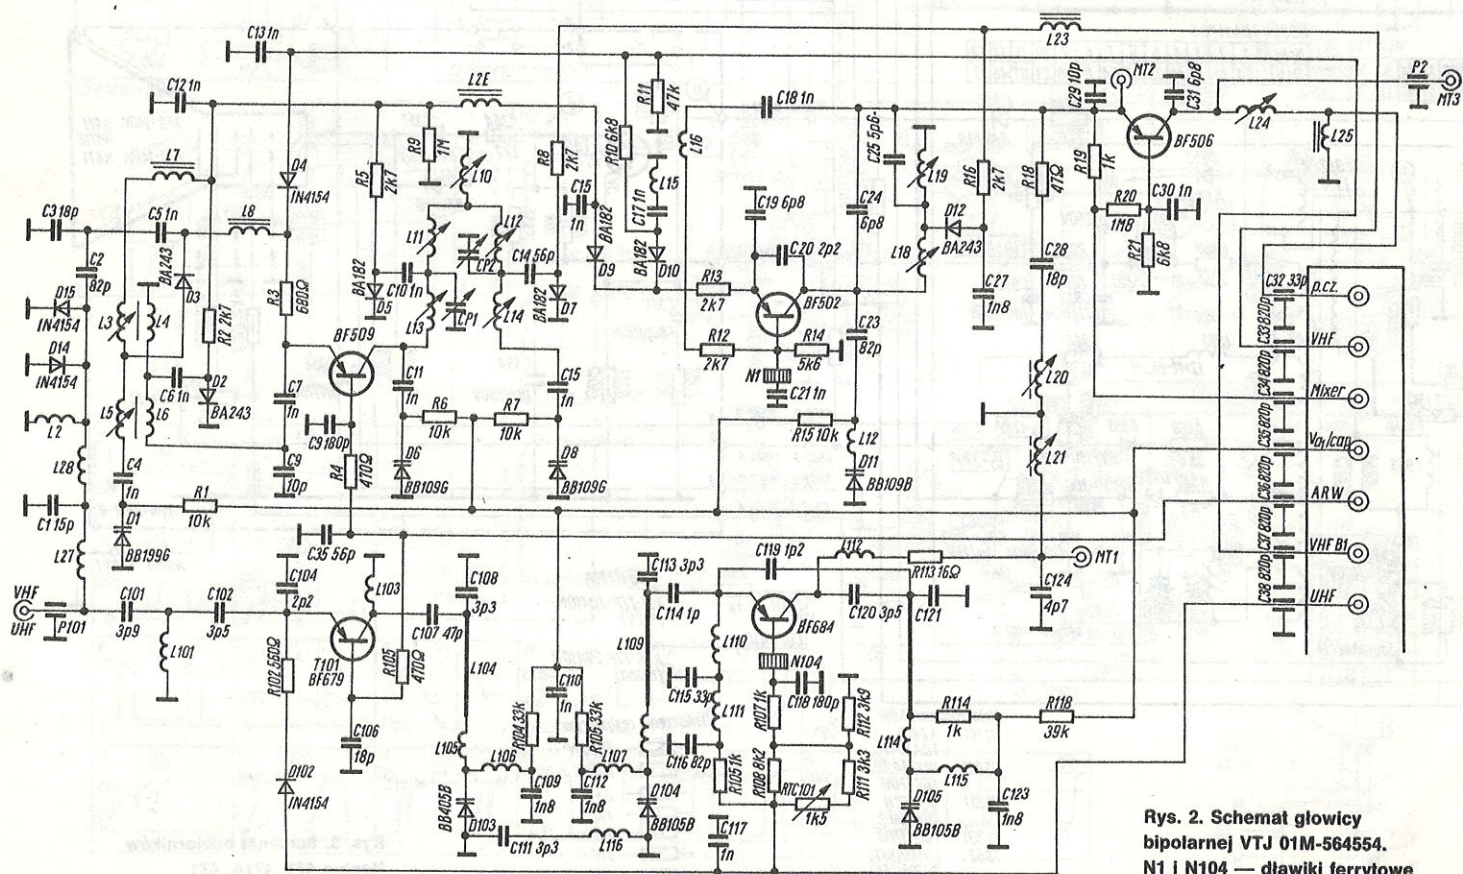 C13 1n
L23
C12 1n
L2E
R11 47k
C18 1n
C29 10p
MT2
C31 6p8
P2
MT3
L7
D4
IN4154
R5 2k7
R9 1M
L10
R8 2k7
R10 6k8
L16
C25 5p6
L19
R16 2k7
R18 47Ω
R19 1k
BF506
L24
L25
C3 18p
C5 1n
L8
L11
L12
C15 1n
L15
C17 1n
C19 6p8
C24 6p8
D12
BA243
R20 1M8
C30 1n
R21 6k8
C2 82p
BA243
D3
R3 680Ω
BA182
D5
C10 1n
CP2
C14 56p
BA182
D7
BA182
D9
BA182
D10
R13 2k7
C20 2p2
L18
C27 1n8
C28 18p
D15
IN4154
L3
L4
R2 2k7
BF509
L13
CP1
L14
BF502
C23 82p
C32 33p
p.cz.
C33 820p
VHF
D14
IN4154
C6 1n
D2
BA243
C7 1n
C11 1n
C15 1n
R12 2k7
R14 5k6
N1
C21 1n
L20
C34 820p
Mixer
L2
L5
L6
C9 180p
R6 10k
R7 10k
R15 10k
L12
L21
C35 820p
L28
C4 1n
C9 10p
R4 470Ω
D6
BB109G
D8
BB109G
D11
BB109B
C36 820p
ARW
C1 15p
R1 10k
D1
BB199G
C35 56p
C37 820p
VHF B1
L27
C104 2p2
L103
C108 3p3
C113 3p3
C119 1p2
L112
R113 16Ω
MT1
C38 820p
UHF
VHF
UHF
P101
C101 3p9
C102 3p5
C107 47p
C114 1p
BF684
C120 3p5
C121
C124 4p7
L101
R102 560Ω
T101
BF679
R105 470Ω
L104
L109
L110
N104
C106 18p
L105
L106
R104 33k
C110 1n
R105 33k
L107
C115 33p
L111
R107 1k
C118 180p
R112 3k9
R114 1k
R118 39k
D102
IN4154
BB405B
D103
C109 1n8
C112 1n8
D104
BB105B
C116 82p
R105 1k
R108 8k2
RTC101 1k5
R111 3k3
L114
L115
D105
BB105B
C123 1n8
C111 3p3
L116
C117 1n
Rys. 2. Schemat głowicy
bipolarnej VTJ 01M-564554.
N1 i N104 — dławiki ferrytowe